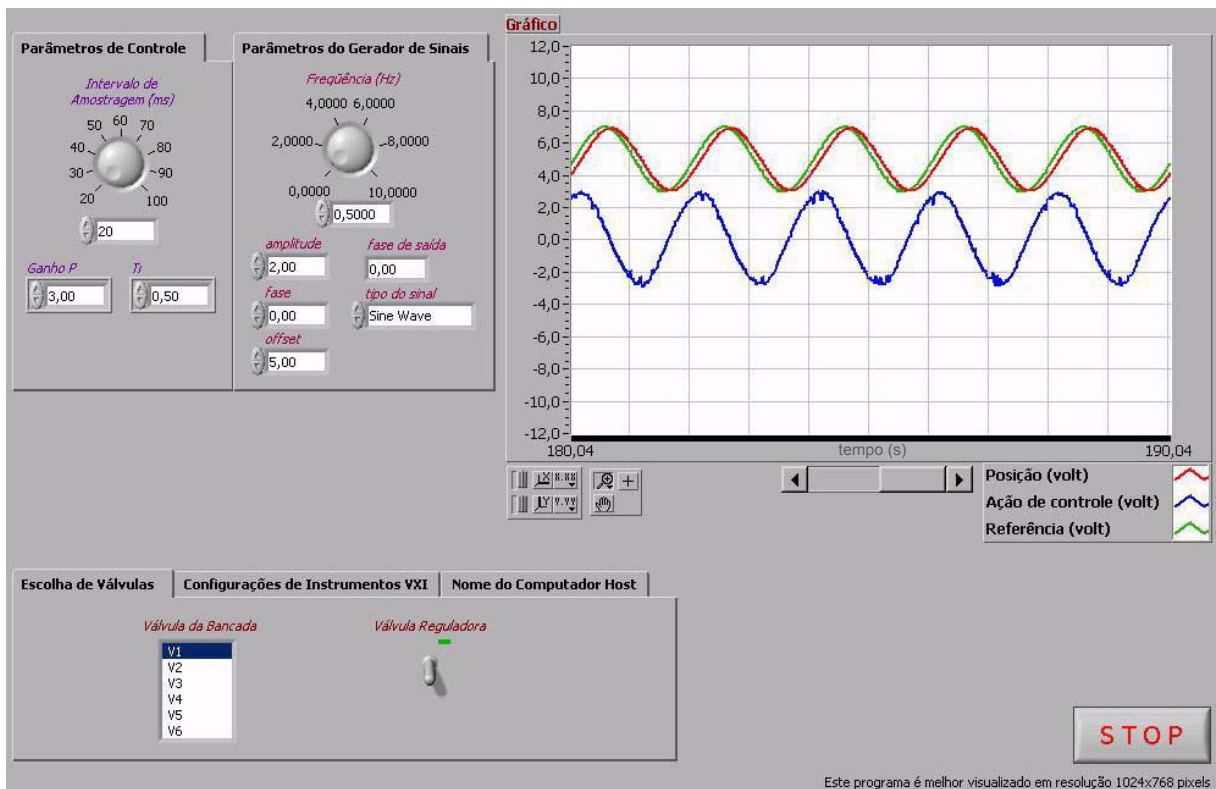 Parâmetros de Controle
Intervalo de
Amostragem (ms)
50 60 70
40 80
30 90
20 100
20
Ganho P
3,00
Ti
0,50
Parâmetros do Gerador de Sinais
Freqüência (Hz)
4,0000 6,0000
2,0000 8,0000
0,0000 10,0000
0,5000
amplitude
2,00
fase de saída
0,00
fase
0,00
tipo do sinal
Sine Wave
offset
5,00
Gráfico
12,0
10,0
8,0
6,0
4,0
2,0
0,0
-2,0
-4,0
-6,0
-8,0
-10,0
-12,0
180,04
tempo (s)
190,04
X 8.88
Y Y.YY
Posição (volt)
Ação de controle (volt)
Referência (volt)
Escolha de Válvulas
Configurações de Instrumentos VXI
Nome do Computador Host
Válvula da Bancada
V1
V2
V3
V4
V5
V6
Válvula Reguladora
STOP
Este programa é melhor visualizado em resolução 1024x768 pixels